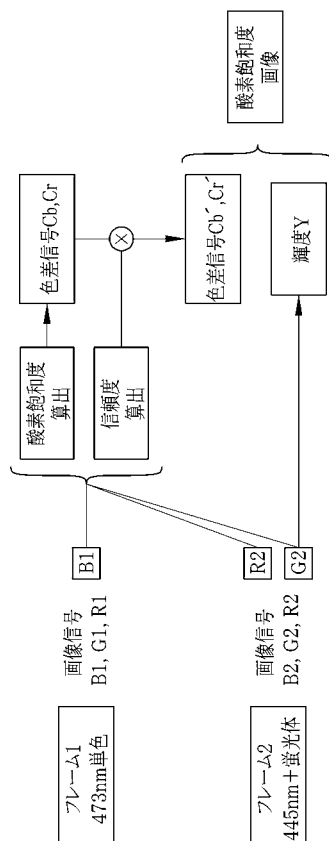 フレーム1
473nm単色
画像信号
B1, G1, R1
B1
酸素飽和度
算出
信頼度
算出
色差信号Cb,Cr
×
色差信号Cb´,Cr´
フレーム2
445nm+蛍光体
画像信号
B2, G2, R2
R2
G2
輝度Y
酸素飽和度
画像